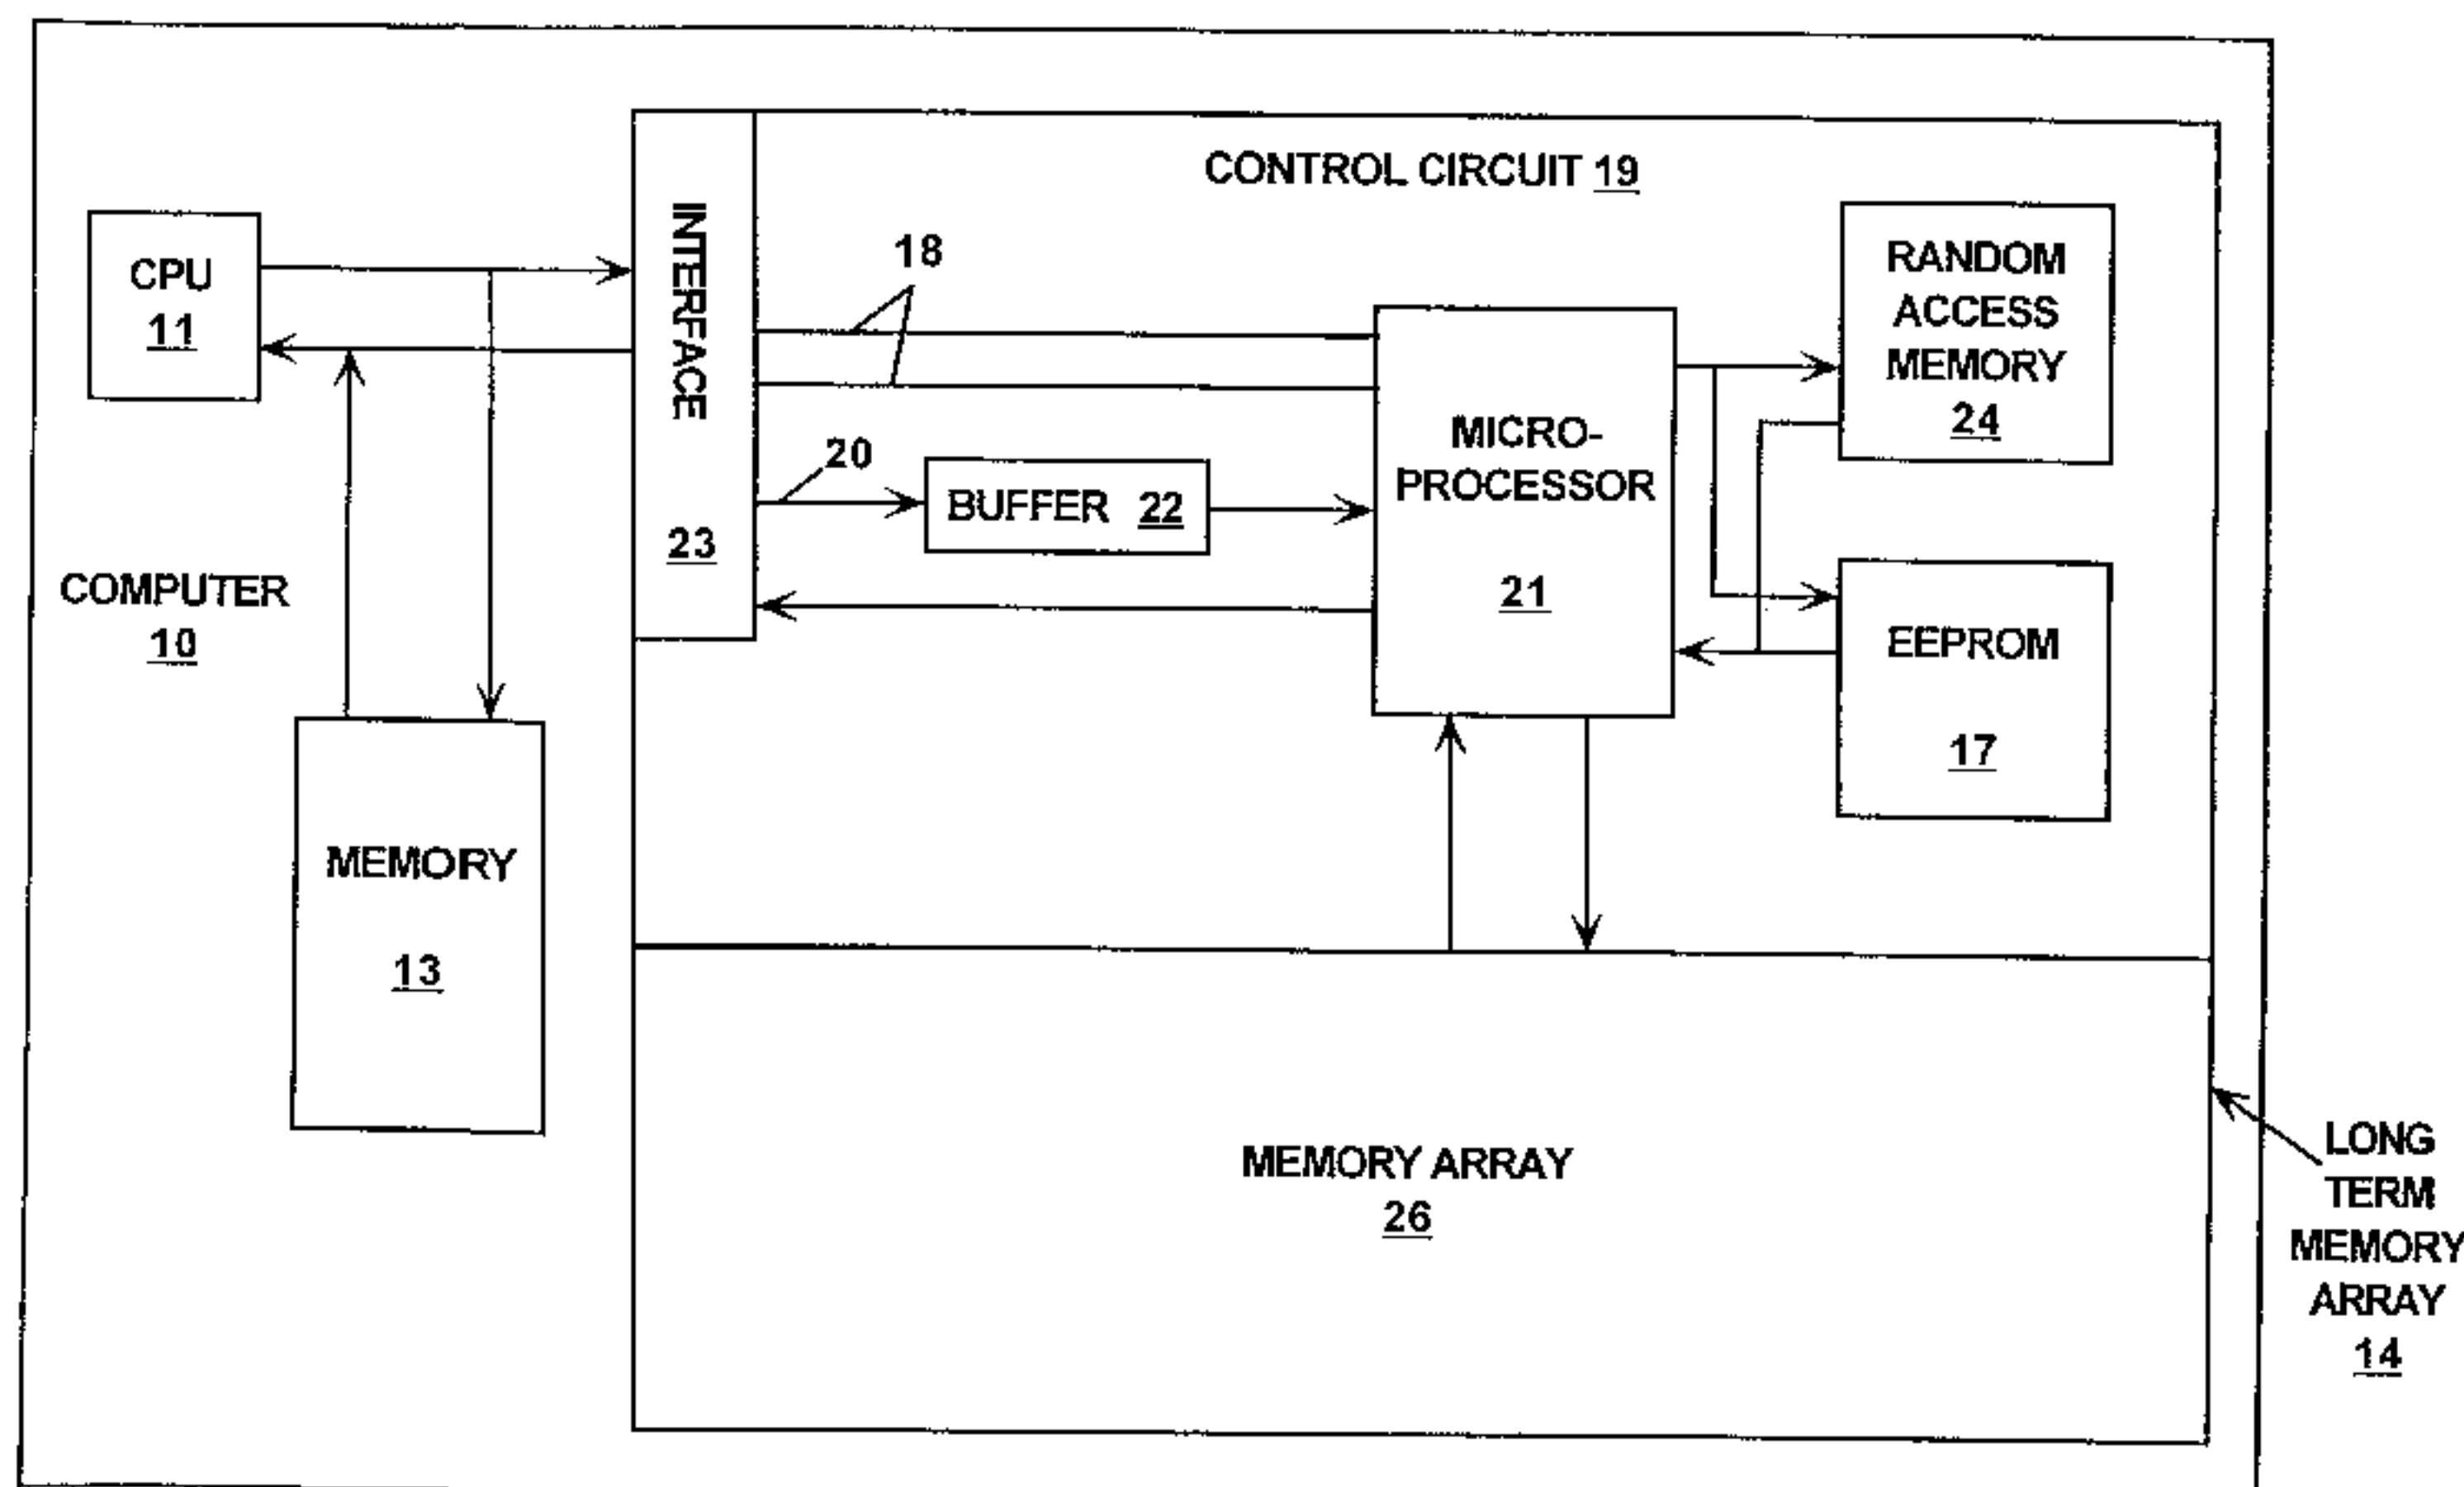 CONTROL CIRCUIT 19
CPU
11
INTERFACE
23
18
20
BUFFER 22
MICRO-
PROCESSOR
21
RANDOM
ACCESS
MEMORY
24
EEPROM
17
COMPUTER
10
MEMORY
13
MEMORY ARRAY
26
LONG
TERM
MEMORY
ARRAY
14